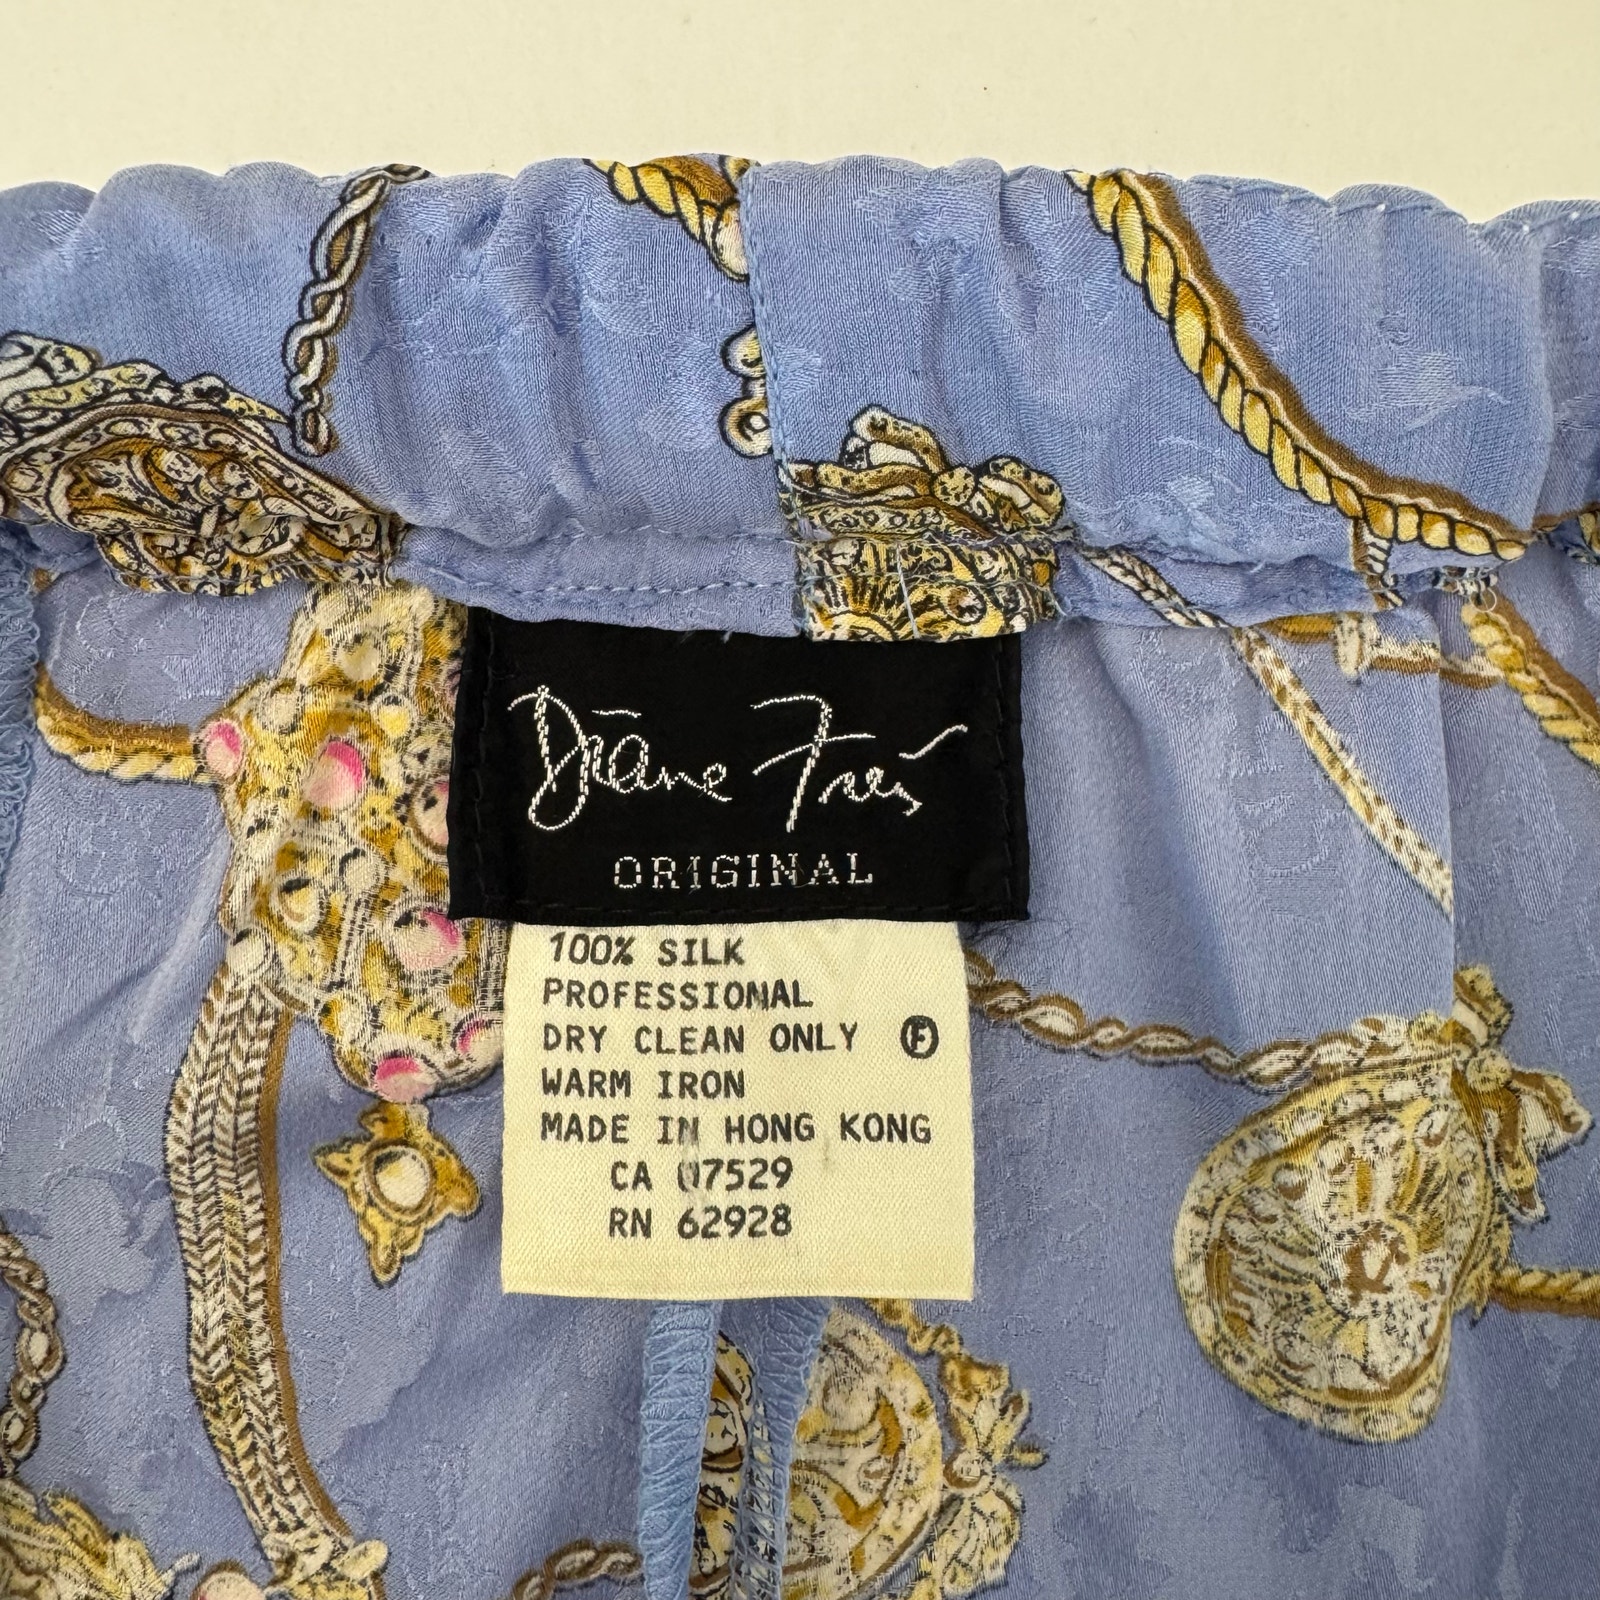 Diane Freis
ORIGINAL
100% SILK
PROFESSIONAL
DRY CLEAN ONLY Ⓕ
WARM IRON
MADE IN HONG KONG
CA 07529
RN 62928